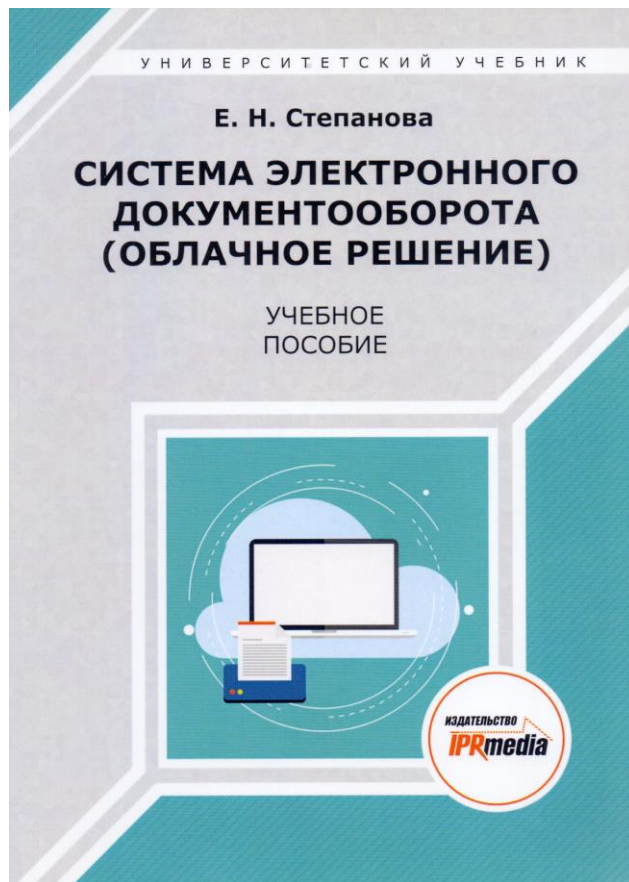 УНИВЕРСИТЕТСКИЙ УЧЕБНИК
Е. Н. Степанова
СИСТЕМА ЭЛЕКТРОННОГО
ДОКУМЕНТООБОРОТА
(ОБЛАЧНОЕ РЕШЕНИЕ)
УЧЕБНОЕ
ПОСОБИЕ
ИЗДАТЕЛЬСТВО
IPRmedia